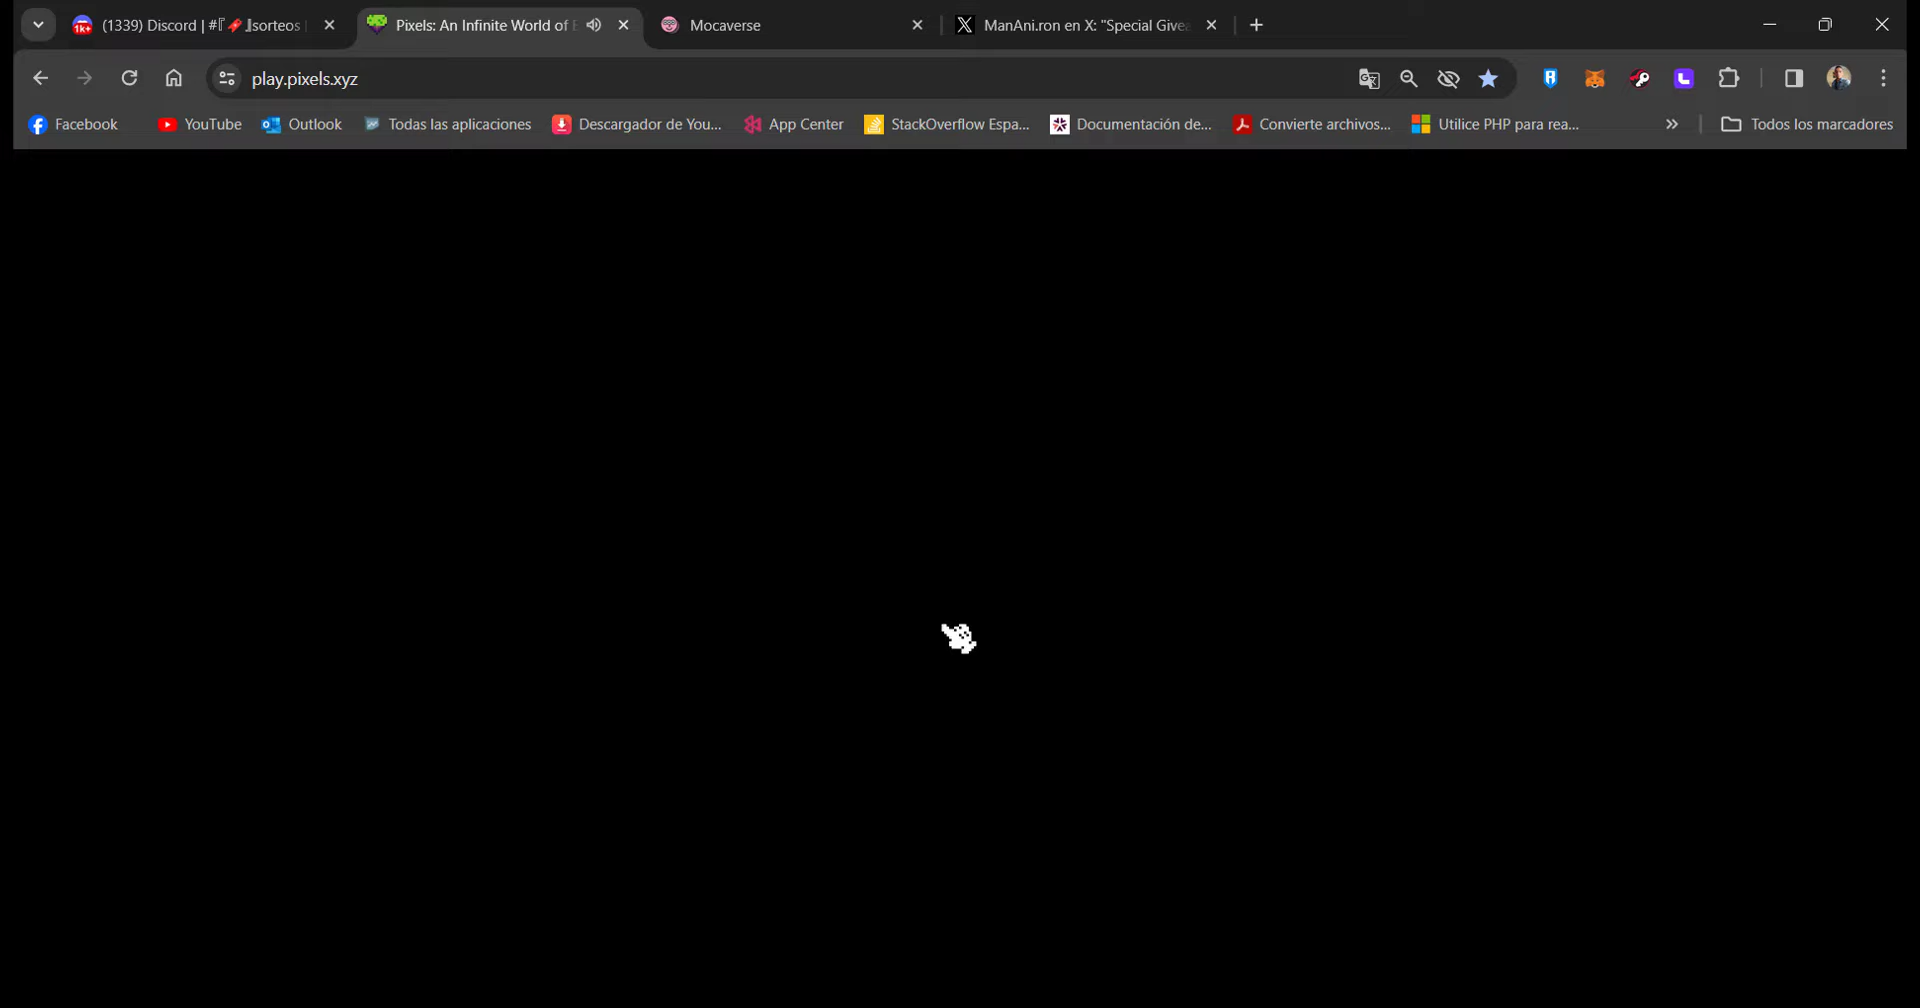 (1339) Discord | #『🧨』sorteos | Pixels: An Infinite World of Mocaverse ManAni.ron en X: "Special Givea
play.pixels.xyz
Facebook YouTube Outlook Todas las aplicaciones Descargador de You... App Center StackOverflow Espa... Documentación de... Convierte archivos... Utilice PHP para rea... » Todos los marcadores